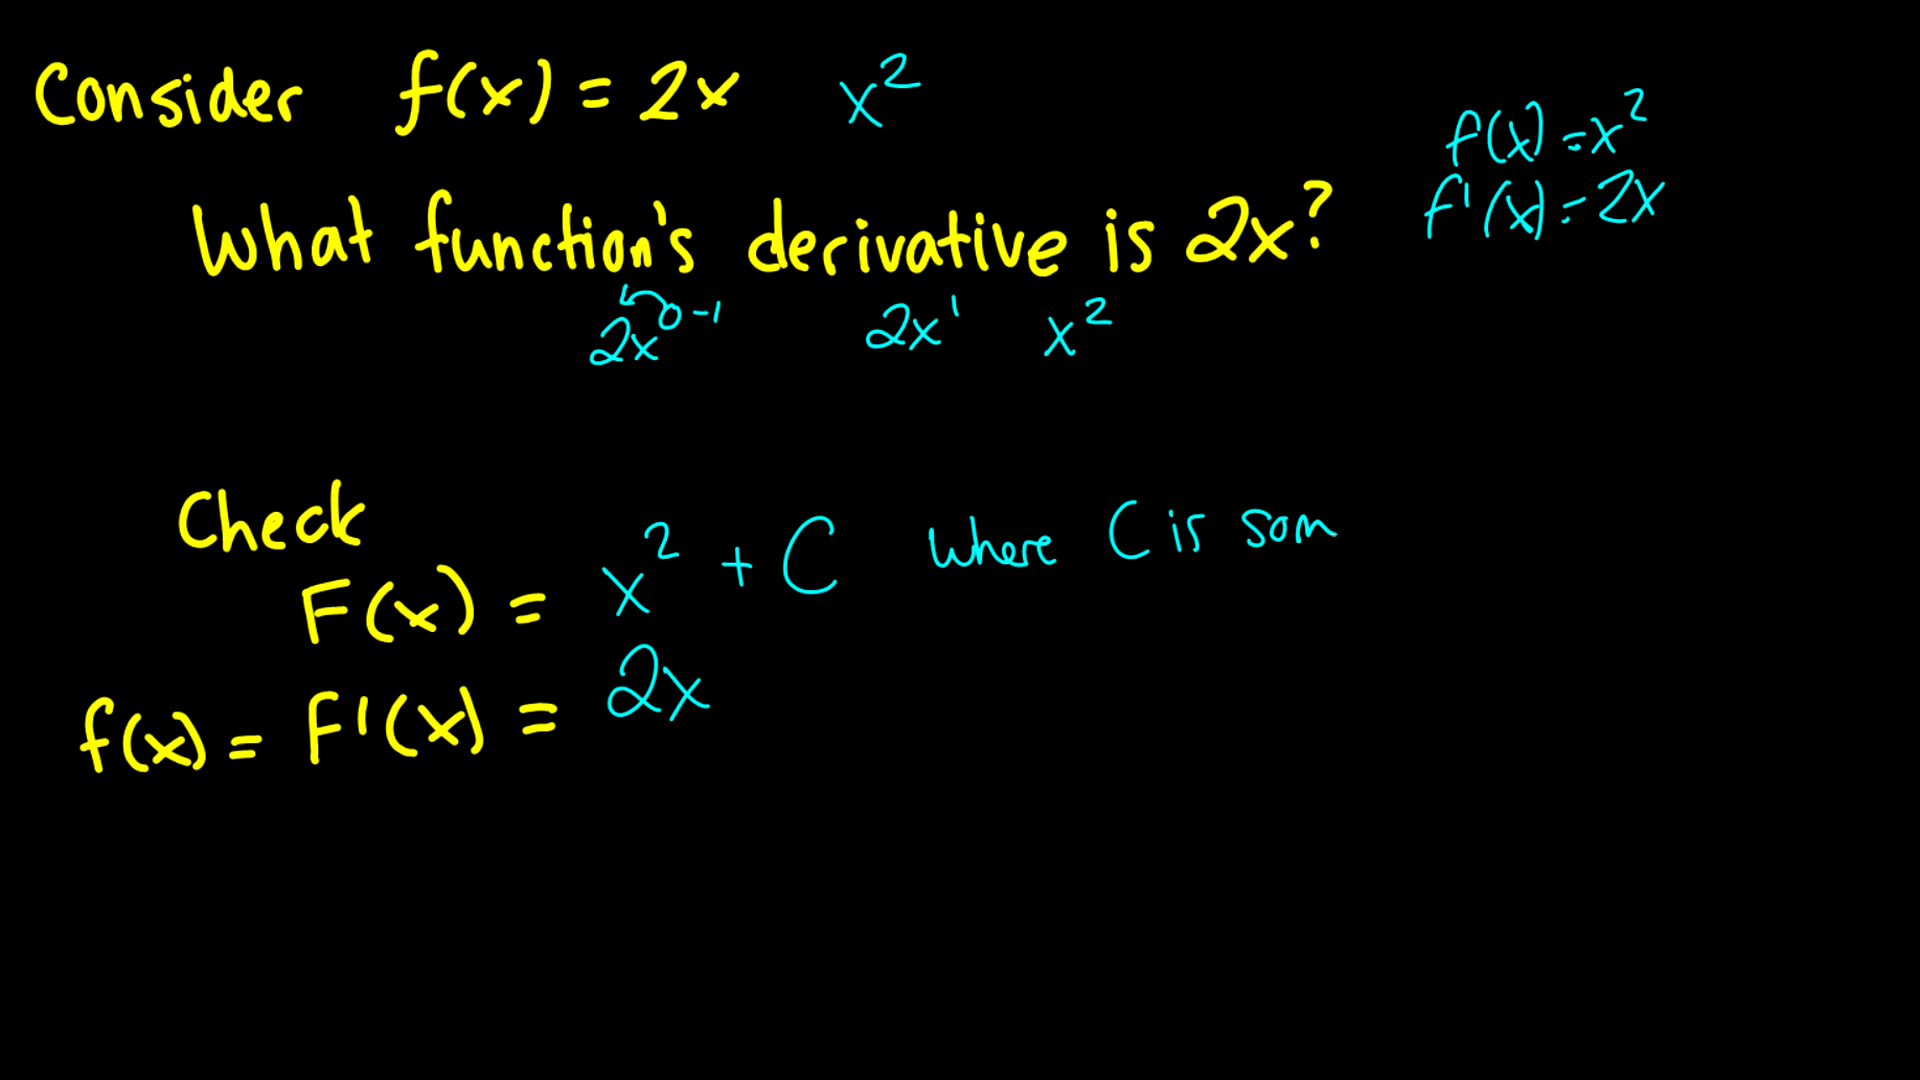 Consider f(x) = 2x x²
f(x) = x²
What function's derivative is 2x? f'(x) = 2x
2x⁰⁻¹ 2x¹ x²
Check
F(x) = x² + C where C is som
f(x) = F'(x) = 2x